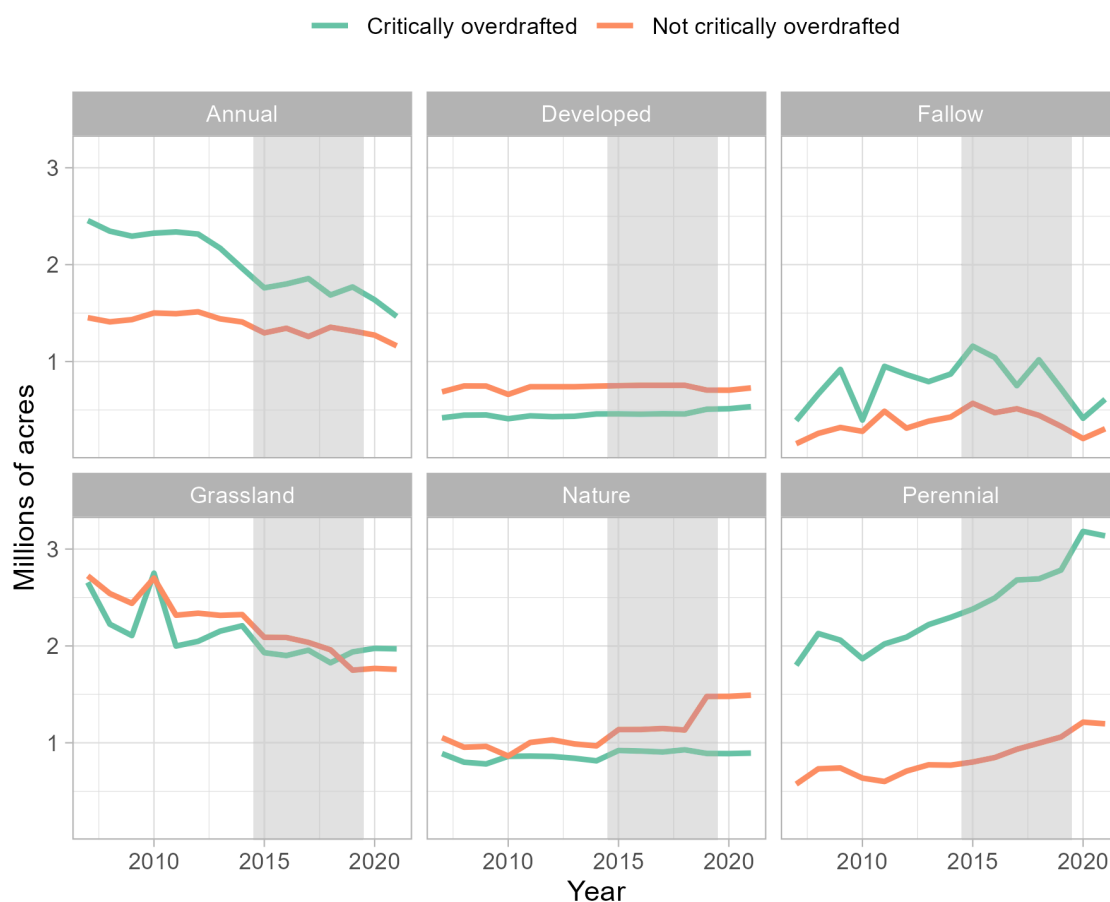 Critically overdrafted Not critically overdrafted
Annual Developed Fallow
3
2
1
Grassland Nature Perennial
3
2
1
Millions of acres
2010 2015 2020 2010 2015 2020 2010 2015 2020
Year